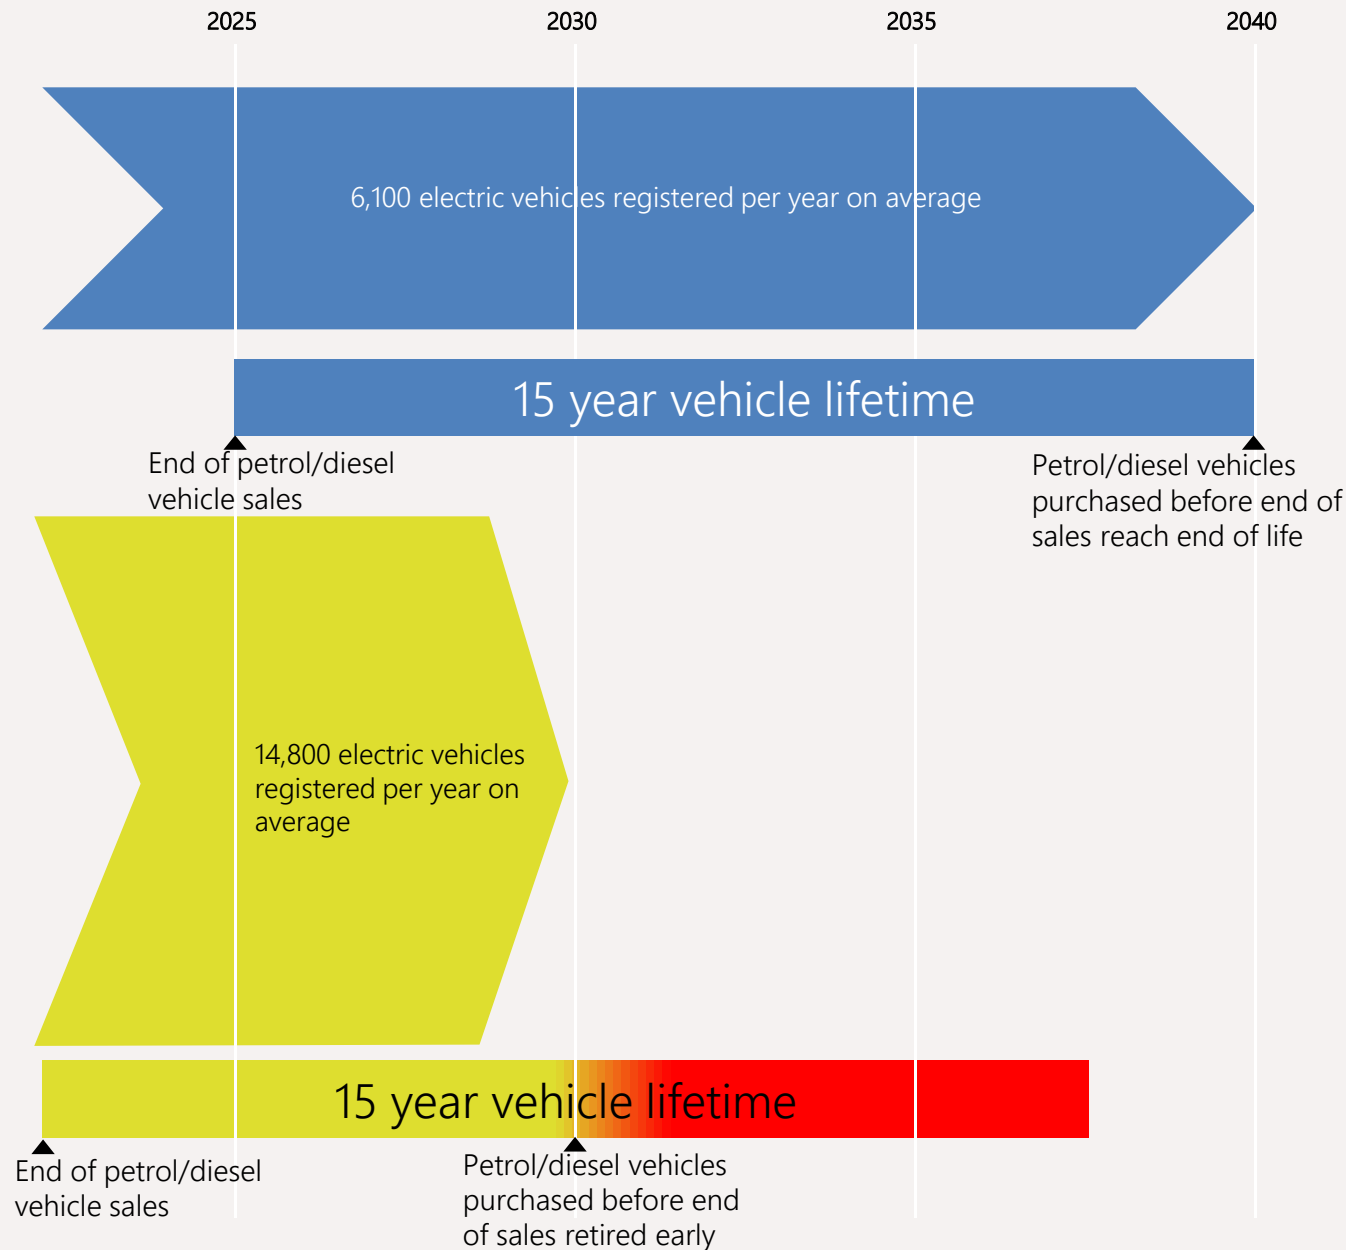 2025 2030 2035 2040
6,100 electric vehicles registered per year on average
15 year vehicle lifetime
End of petrol/diesel
vehicle sales
Petrol/diesel vehicles
purchased before end of
sales reach end of life
14,800 electric vehicles
registered per year on
average
15 year vehicle lifetime
End of petrol/diesel
vehicle sales
Petrol/diesel vehicles
purchased before end
of sales retired early